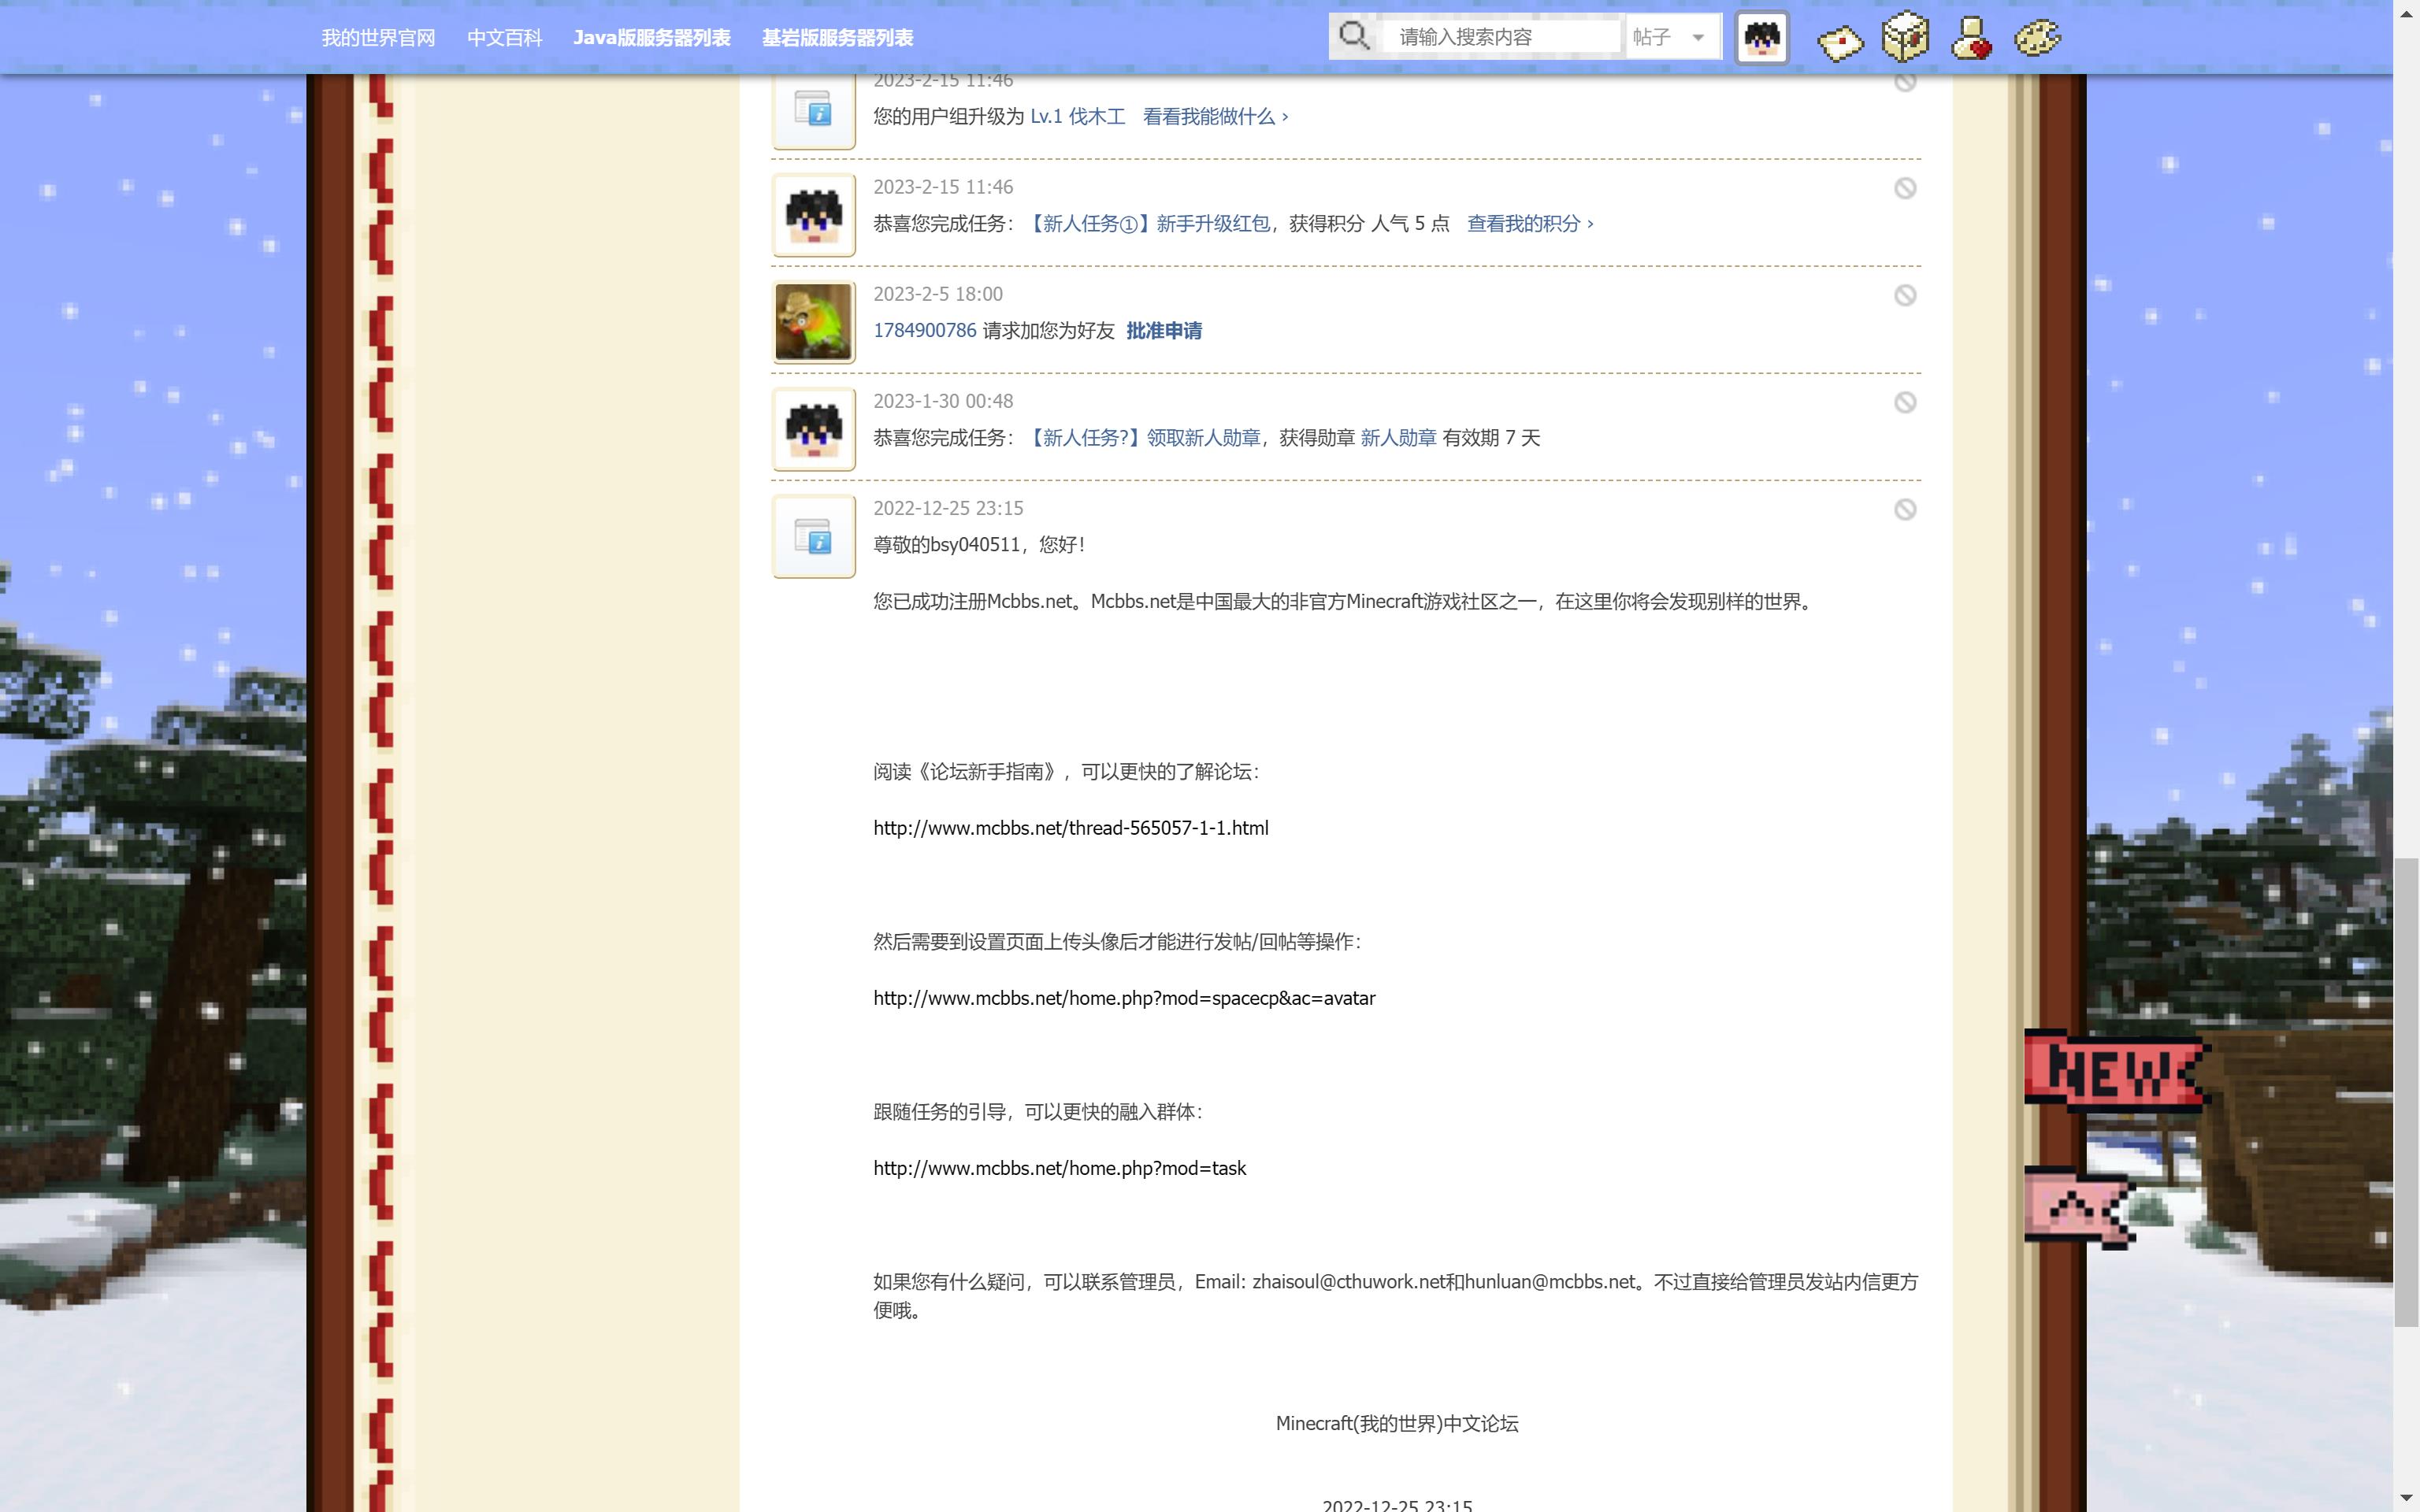 我的世界官网 中文百科 Java版服务器列表 基岩版服务器列表 请输入搜索内容 帖子
2023-2-15 11:46
您的用户组升级为 Lv.1 伐木工 看看我能做什么 ›
2023-2-15 11:46
恭喜您完成任务：【新人任务①】新手升级红包，获得积分 人气 5 点 查看我的积分 ›
2023-2-5 18:00
1784900786 请求加您为好友 批准申请
2023-1-30 00:48
恭喜您完成任务：【新人任务?】领取新人勋章，获得勋章 新人勋章 有效期 7 天
2022-12-25 23:15
尊敬的bsy040511，您好！
您已成功注册Mcbbs.net。Mcbbs.net是中国最大的非官方Minecraft游戏社区之一，在这里你将会发现别样的世界。
阅读《论坛新手指南》，可以更快的了解论坛：
http://www.mcbbs.net/thread-565057-1-1.html
然后需要到设置页面上传头像后才能进行发帖/回帖等操作：
http://www.mcbbs.net/home.php?mod=spacecp&ac=avatar
NEW
跟随任务的引导，可以更快的融入群体：
http://www.mcbbs.net/home.php?mod=task
如果您有什么疑问，可以联系管理员，Email: zhaisoul@cthuwork.net和hunluan@mcbbs.net。不过直接给管理员发站内信更方
便哦。
Minecraft(我的世界)中文论坛
2022-12-25 23:15